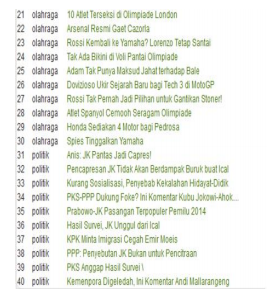 21 olahraga 10 Atlet Terseksi di Olimpiade London
22 olahraga Arsenal Resmi Gaet Cazorla
23 olahraga Rossi Kembali ke Yamaha? Lorenzo Tetap Santai
24 olahraga Tak Ada Bikini di Voli Pantai Olimpiade
25 olahraga Adam Tak Punya Maksud Jahat terhadap Bale
26 olahraga Dovizioso Ukir Sejarah Baru bagi Tech 3 di MotoGP
27 olahraga Rossi Tak Pernah Jadi Pilihan untuk Gantikan Stoner!
28 olahraga Atlet Spanyol Cemooh Seragam Olimpiade
29 olahraga Honda Sediakan 4 Motor bagi Pedrosa
30 olahraga Spies Tinggalkan Yamaha
31 politik Anis: JK Pantas Jadi Capres!
32 politik Pencapresan JK Tidak Akan Berdampak Buruk buat Ical
33 politik Kurang Sosialisasi, Penyebab Kekalahan Hidayat-Didik
34 politik PKS-PPP Dukung Foke? Ini Komentar Kubu Jokowi-Ahok...
35 politik Prabowo-JK Pasangan Terpopuler Pemilu 2014
36 politik Hasil Survei, JK Unggul dari Ical
37 politik KPK Minta Imigrasi Cegah Emir Moeis
38 politik PPP: Penyebutan JK Bukan untuk Pencitraan
39 politik PKS Anggap Hasil Survei \
40 politik Kemenpora Digeledah, Ini Komentar Andi Mallarangeng